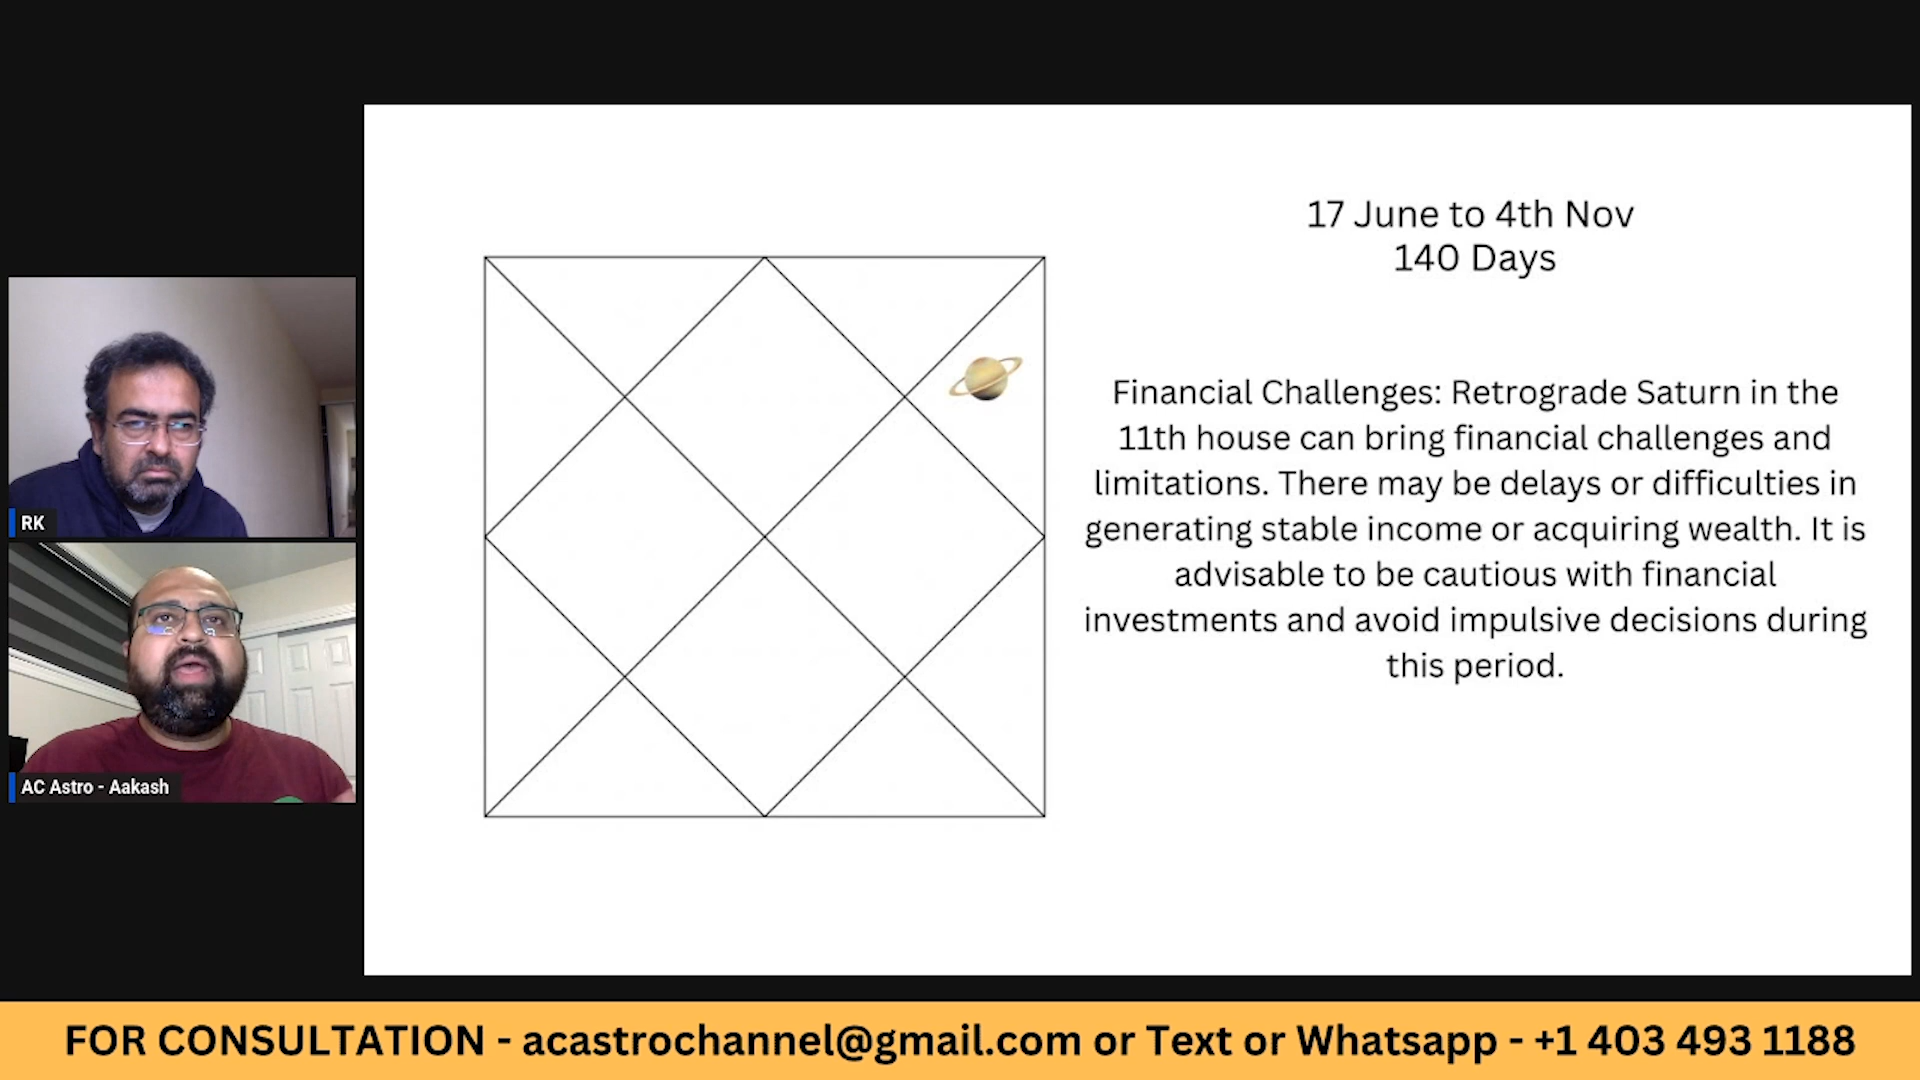 17 June to 4th Nov
140 Days
Financial Challenges: Retrograde Saturn in the
11th house can bring financial challenges and
limitations. There may be delays or difficulties in
generating stable income or acquiring wealth. It is
advisable to be cautious with financial
investments and avoid impulsive decisions during
this period.
RK
AC Astro - Aakash
FOR CONSULTATION - acastrochannel@gmail.com or Text or Whatsapp - +1 403 493 1188